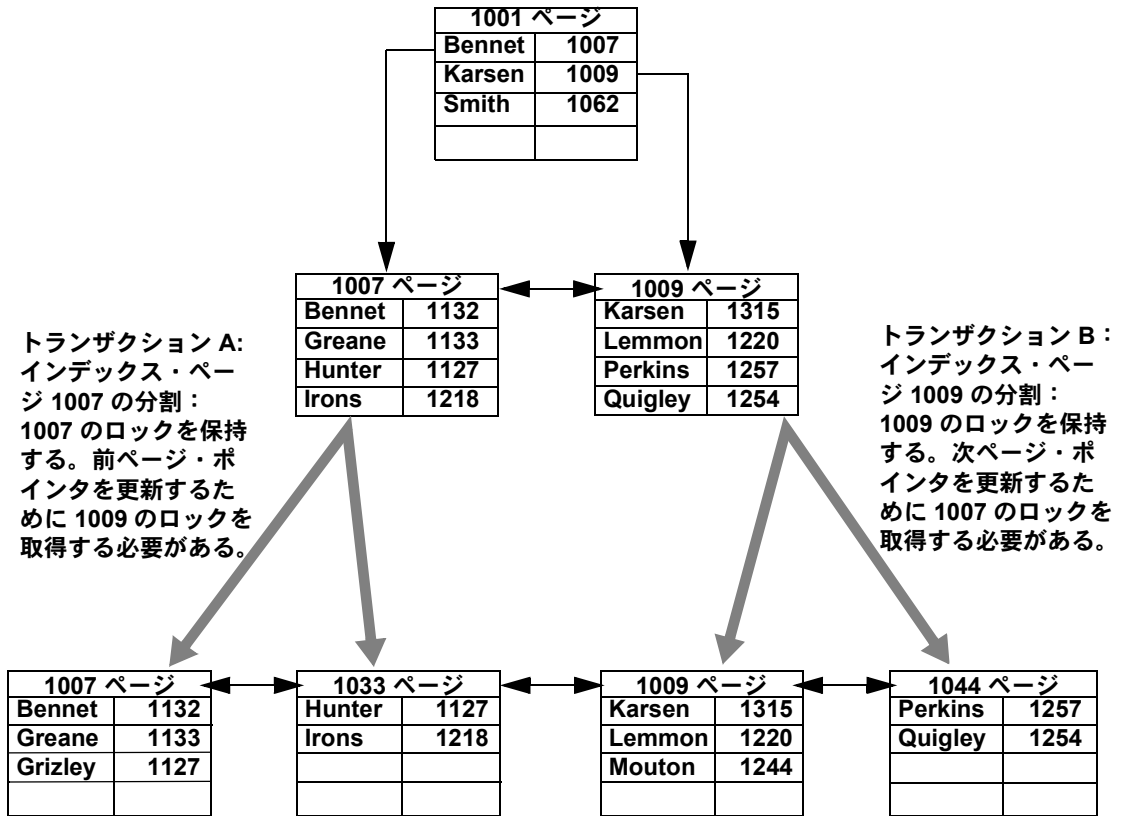 1001 ページ
Bennet 1007
Karsen 1009
Smith 1062
1007 ページ
Bennet 1132
Greane 1133
Hunter 1127
Irons 1218
1009 ページ
Karsen 1315
Lemmon 1220
Perkins 1257
Quigley 1254
トランザクション A:
インデックス・ペー
ジ 1007 の分割：
1007 のロックを保持
する。前ページ・ポ
インタを更新するた
めに 1009 のロックを
取得する必要がある。
トランザクション B：
インデックス・ペー
ジ 1009 の分割：
1009 のロックを保持
する。次ページ・ポ
インタを更新するた
めに 1007 のロックを
取得する必要がある。
1007 ページ
Bennet 1132
Greane 1133
Grizley 1127
1033 ページ
Hunter 1127
Irons 1218
1009 ページ
Karsen 1315
Lemmon 1220
Mouton 1244
1044 ページ
Perkins 1257
Quigley 1254